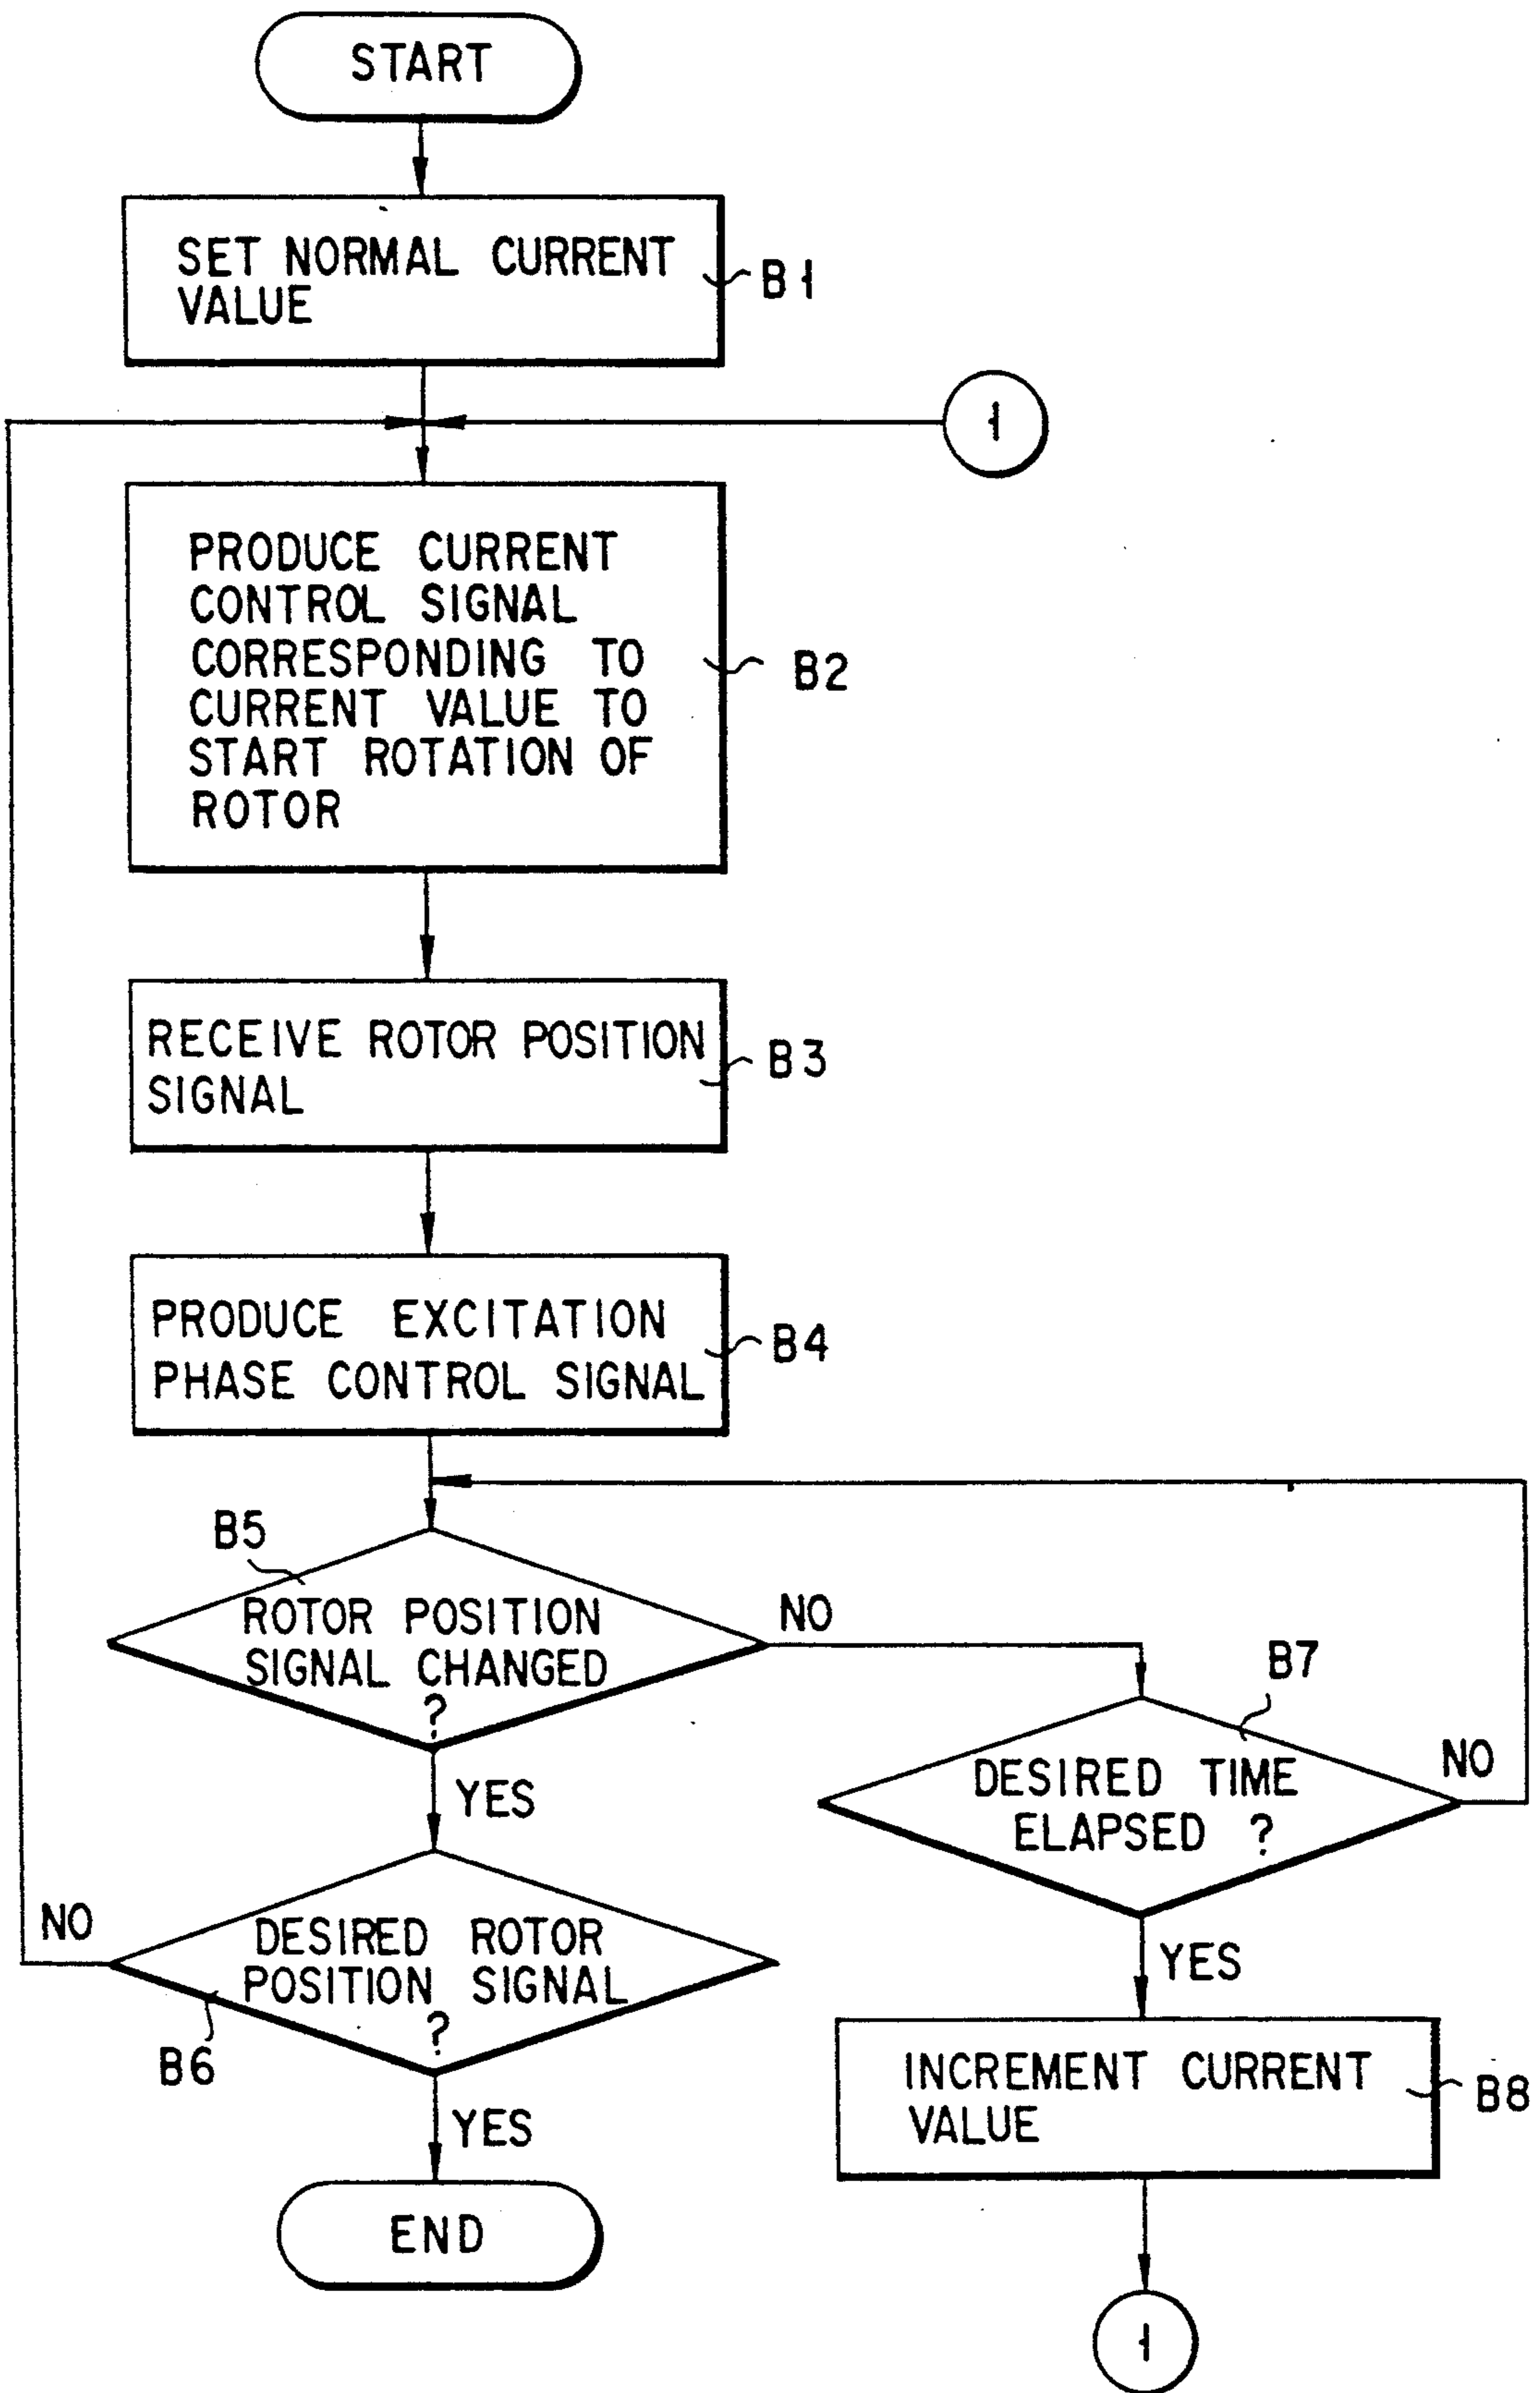 START
SET NORMAL CURRENT
VALUE
B1
1
PRODUCE CURRENT
CONTROL SIGNAL
CORRESPONDING TO
CURRENT VALUE TO
START ROTATION OF
ROTOR
B2
RECEIVE ROTOR POSITION
SIGNAL
B3
PRODUCE EXCITATION
PHASE CONTROL SIGNAL
B4
B5
ROTOR POSITION
SIGNAL CHANGED
?
NO
YES
B7
DESIRED TIME
ELAPSED ?
NO
YES
NO
DESIRED ROTOR
POSITION SIGNAL
?
B6
YES
INCREMENT CURRENT
VALUE
B8
END
1